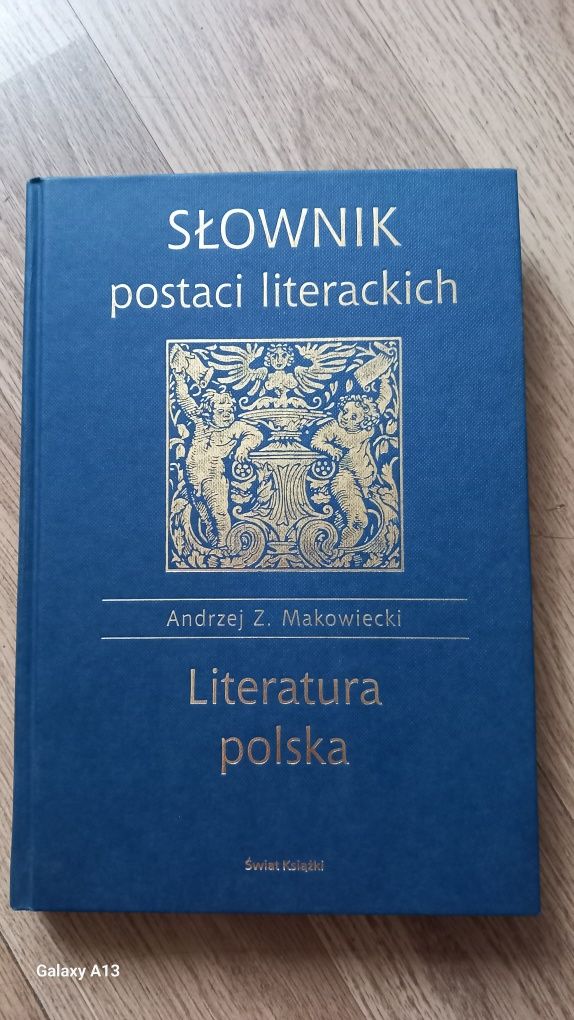 SŁOWNIK
postaci literackich
Andrzej Z. Makowiecki
Literatura
polska
Świat Książki
Galaxy A13